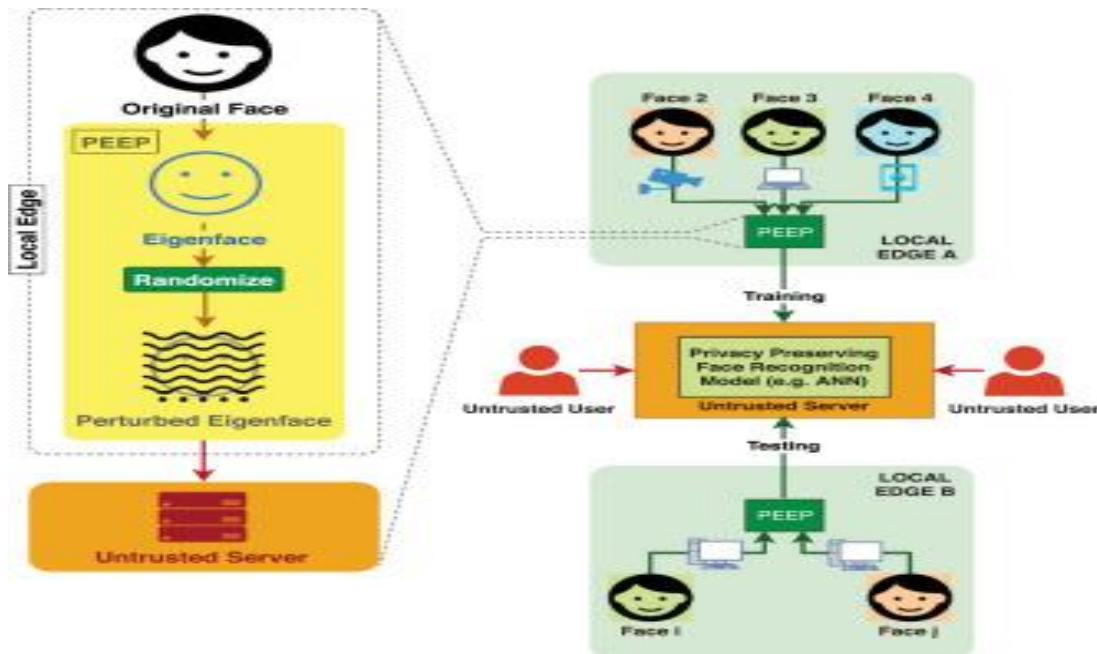 Original Face
PEEP
Eigenface
Randomize
Perturbed Eigenface
Local Edge
Untrusted Server
Face 2
Face 3
Face 4
PEEP
LOCAL
EDGE A
Training
Privacy Preserving
Face Recognition
Model (e.g. ANN)
Untrusted Server
Untrusted User
Untrusted User
Testing
LOCAL
EDGE B
PEEP
Face i
Face j